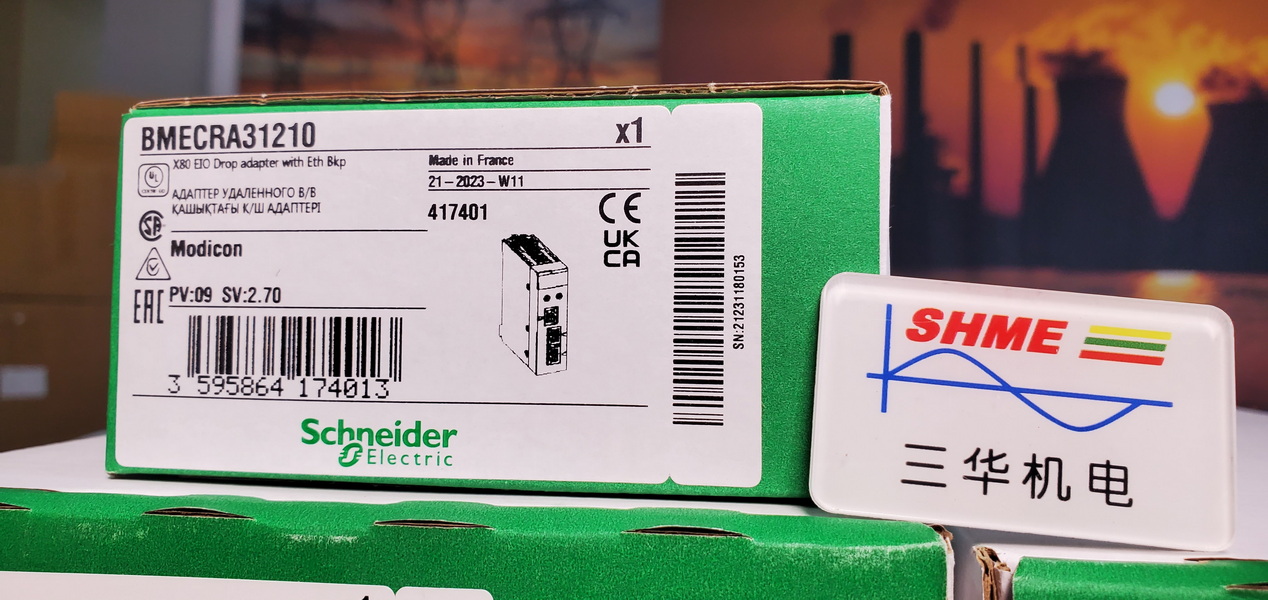 BMECRA31210
x1
X80 EIO Drop adapter with Eth Bkp
АДАПТЕР УДАЛЕННОГО В/В
ҚАШЫҚТАҒЫ К/Ш АДАПТЕРІ
Made in France
21-2023-W11
417401
UL
CE
UK
CA
Modicon
EAC
PV:09 SV:2.70
3 595864 174013
SN:21231180153
Schneider
Electric
SHME
三华机电